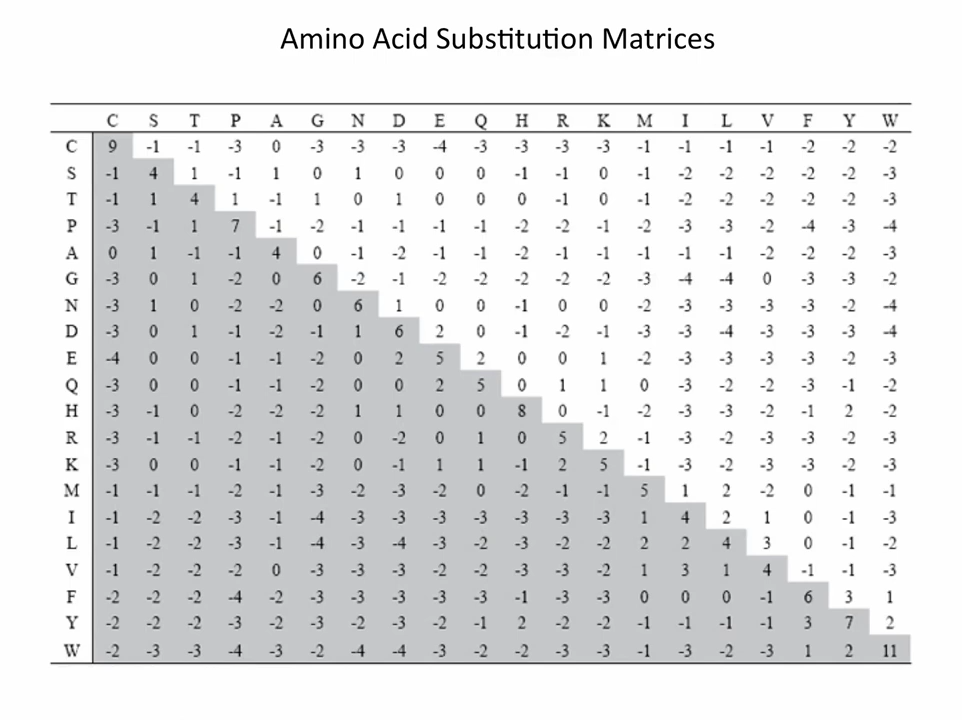 Amino Acid Substitution Matrices
C S T P A G N D E Q H R K M I L V F Y W
C 9 -1 -1 -3 0 -3 -3 -3 -4 -3 -3 -3 -3 -1 -1 -1 -1 -2 -2 -2
S -1 4 1 -1 1 0 1 0 0 0 -1 -1 0 -1 -2 -2 -2 -2 -2 -3
T -1 1 4 1 -1 1 0 1 0 0 0 -1 0 -1 -2 -2 -2 -2 -2 -3
P -3 -1 1 7 -1 -2 -1 -1 -1 -1 -2 -2 -1 -2 -3 -3 -2 -4 -3 -4
A 0 1 -1 -1 4 0 -1 -2 -1 -1 -2 -1 -1 -1 -1 -1 -2 -2 -2 -3
G -3 0 1 -2 0 6 -2 -1 -2 -2 -2 -2 -2 -3 -4 -4 0 -3 -3 -2
N -3 1 0 -2 -2 0 6 1 0 0 -1 0 0 -2 -3 -3 -3 -3 -2 -4
D -3 0 1 -1 -2 -1 1 6 2 0 -1 -2 -1 -3 -3 -4 -3 -3 -3 -4
E -4 0 0 -1 -1 -2 0 2 5 2 0 0 1 -2 -3 -3 -3 -3 -2 -3
Q -3 0 0 -1 -1 -2 0 0 2 5 0 1 1 0 -3 -2 -2 -3 -1 -2
H -3 -1 0 -2 -2 -2 1 1 0 0 8 0 -1 -2 -3 -3 -2 -1 2 -2
R -3 -1 -1 -2 -1 -2 0 -2 0 1 0 5 2 -1 -3 -2 -3 -3 -2 -3
K -3 0 0 -1 -1 -2 0 -1 1 1 -1 2 5 -1 -3 -2 -3 -3 -2 -3
M -1 -1 -1 -2 -1 -3 -2 -3 -2 0 -2 -1 -1 5 1 2 -2 0 -1 -1
I -1 -2 -2 -3 -1 -4 -3 -3 -3 -3 -3 -3 -3 1 4 2 1 0 -1 -3
L -1 -2 -2 -3 -1 -4 -3 -4 -3 -2 -3 -2 -2 2 2 4 3 0 -1 -2
V -1 -2 -2 -2 0 -3 -3 -3 -2 -2 -3 -3 -2 1 3 1 4 -1 -1 -3
F -2 -2 -2 -4 -2 -3 -3 -3 -3 -3 -1 -3 -3 0 0 0 -1 6 3 1
Y -2 -2 -2 -3 -2 -3 -2 -3 -2 -1 2 -2 -2 -1 -1 -1 -1 3 7 2
W -2 -3 -3 -4 -3 -2 -4 -4 -3 -2 -2 -3 -3 -1 -3 -2 -3 1 2 11